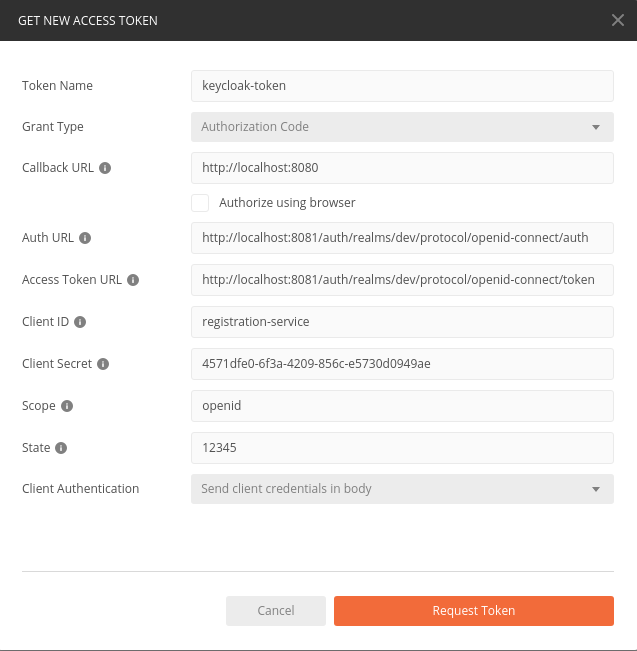 GET NEW ACCESS TOKEN
Token Name keycloak-token
Grant Type Authorization Code
Callback URL http://localhost:8080
Authorize using browser
Auth URL http://localhost:8081/auth/realms/dev/protocol/openid-connect/auth
Access Token URL http://localhost:8081/auth/realms/dev/protocol/openid-connect/token
Client ID registration-service
Client Secret 4571dfe0-6f3a-4209-856c-e5730d0949ae
Scope openid
State 12345
Client Authentication Send client credentials in body
Cancel Request Token